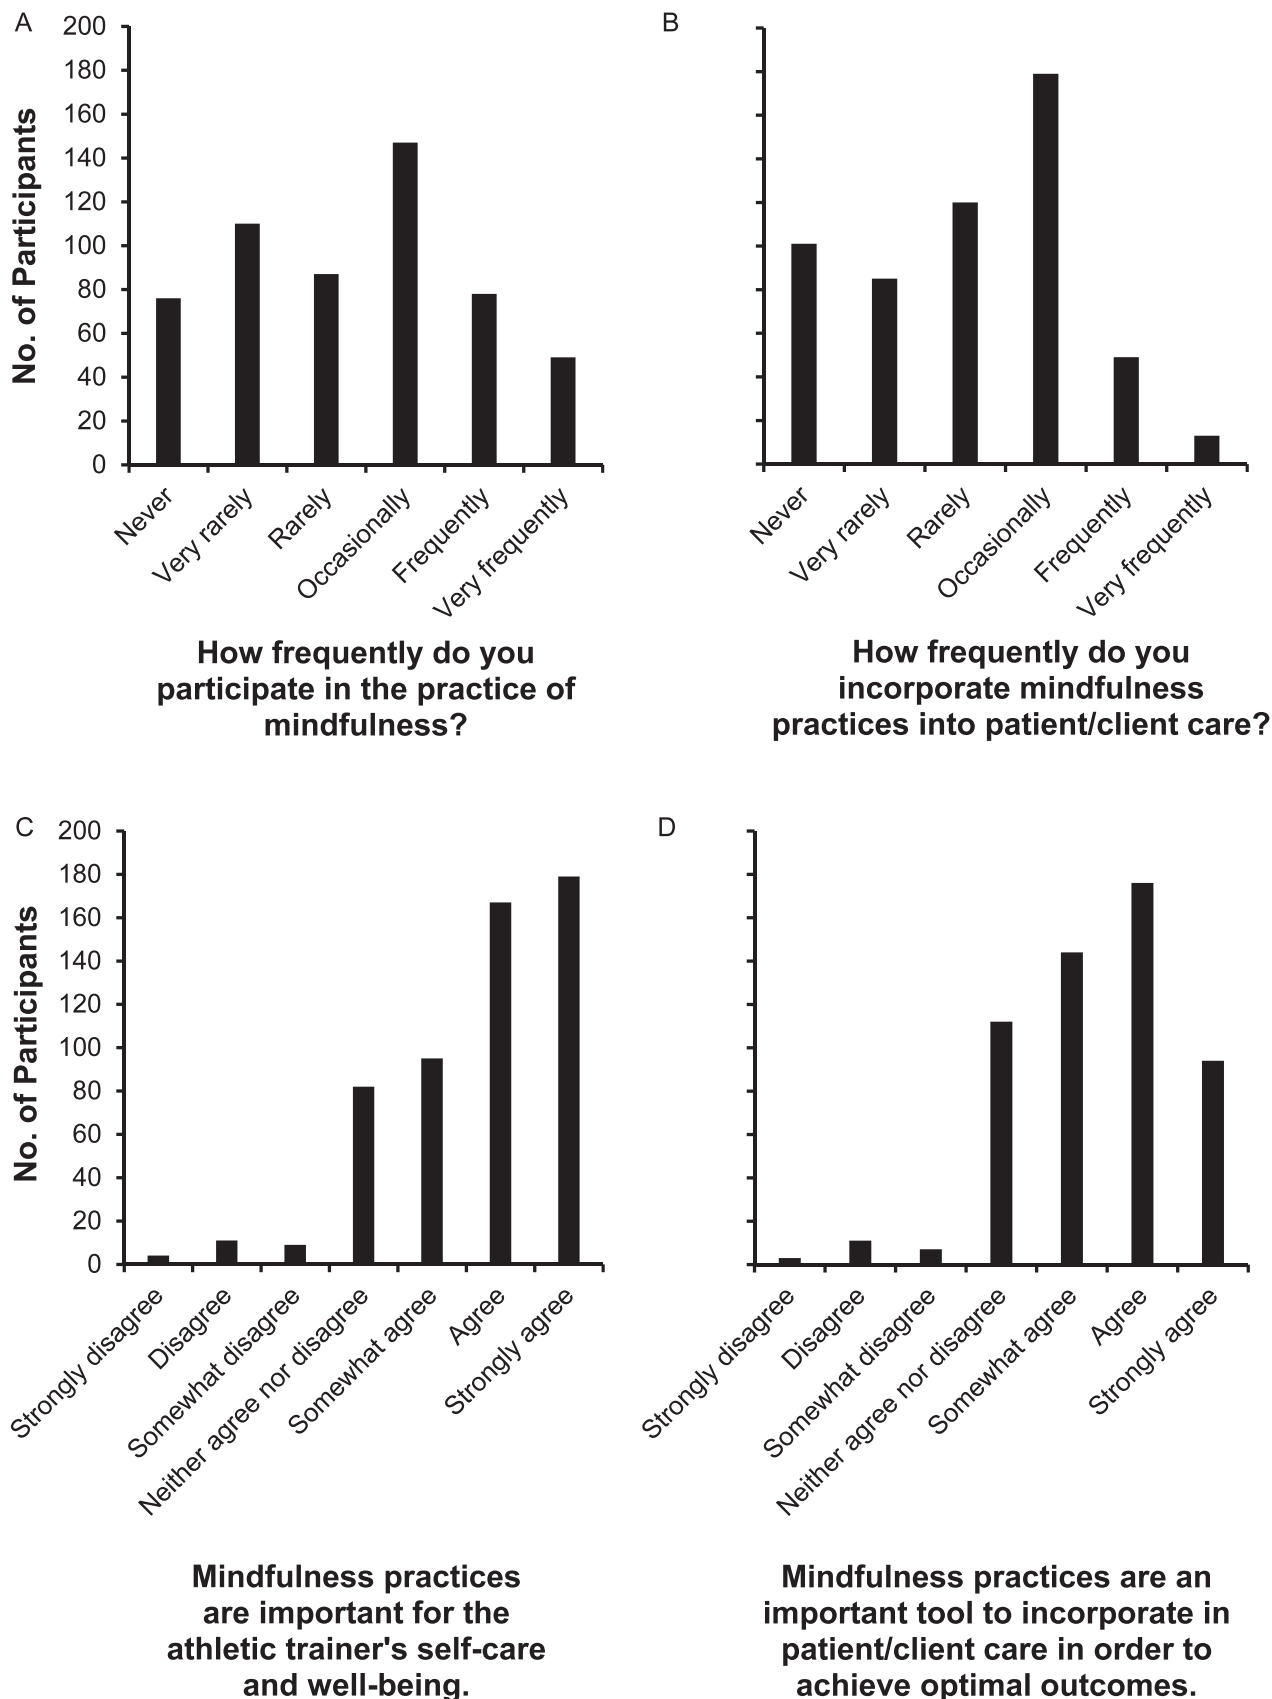 A
200
180
160
140
120
100
80
60
40
20
0
No. of Participants
Never
Very rarely
Rarely
Occasionally
Frequently
Very frequently
How frequently do you
participate in the practice of
mindfulness?
B
Never
Very rarely
Rarely
Occasionally
Frequently
Very frequently
How frequently do you
incorporate mindfulness
practices into patient/client care?
C
200
180
160
140
120
100
80
60
40
20
0
No. of Participants
Strongly disagree
Disagree
Somewhat disagree
Neither agree nor disagree
Somewhat agree
Agree
Strongly agree
Mindfulness practices
are important for the
athletic trainer's self-care
and well-being.
D
Strongly disagree
Disagree
Somewhat disagree
Neither agree nor disagree
Somewhat agree
Agree
Strongly agree
Mindfulness practices are an
important tool to incorporate in
patient/client care in order to
achieve optimal outcomes.